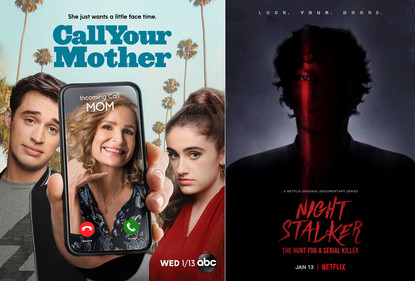 She just wants a little face time.
Call Your
Mother
Incoming Call
MOM
WED 1/13 abc
LOCK. YOUR. DOORS.
A NETFLIX ORIGINAL DOCUMENTARY SERIES
NIGHT
STALKER
THE HUNT FOR A SERIAL KILLER
JAN 13 | NETFLIX